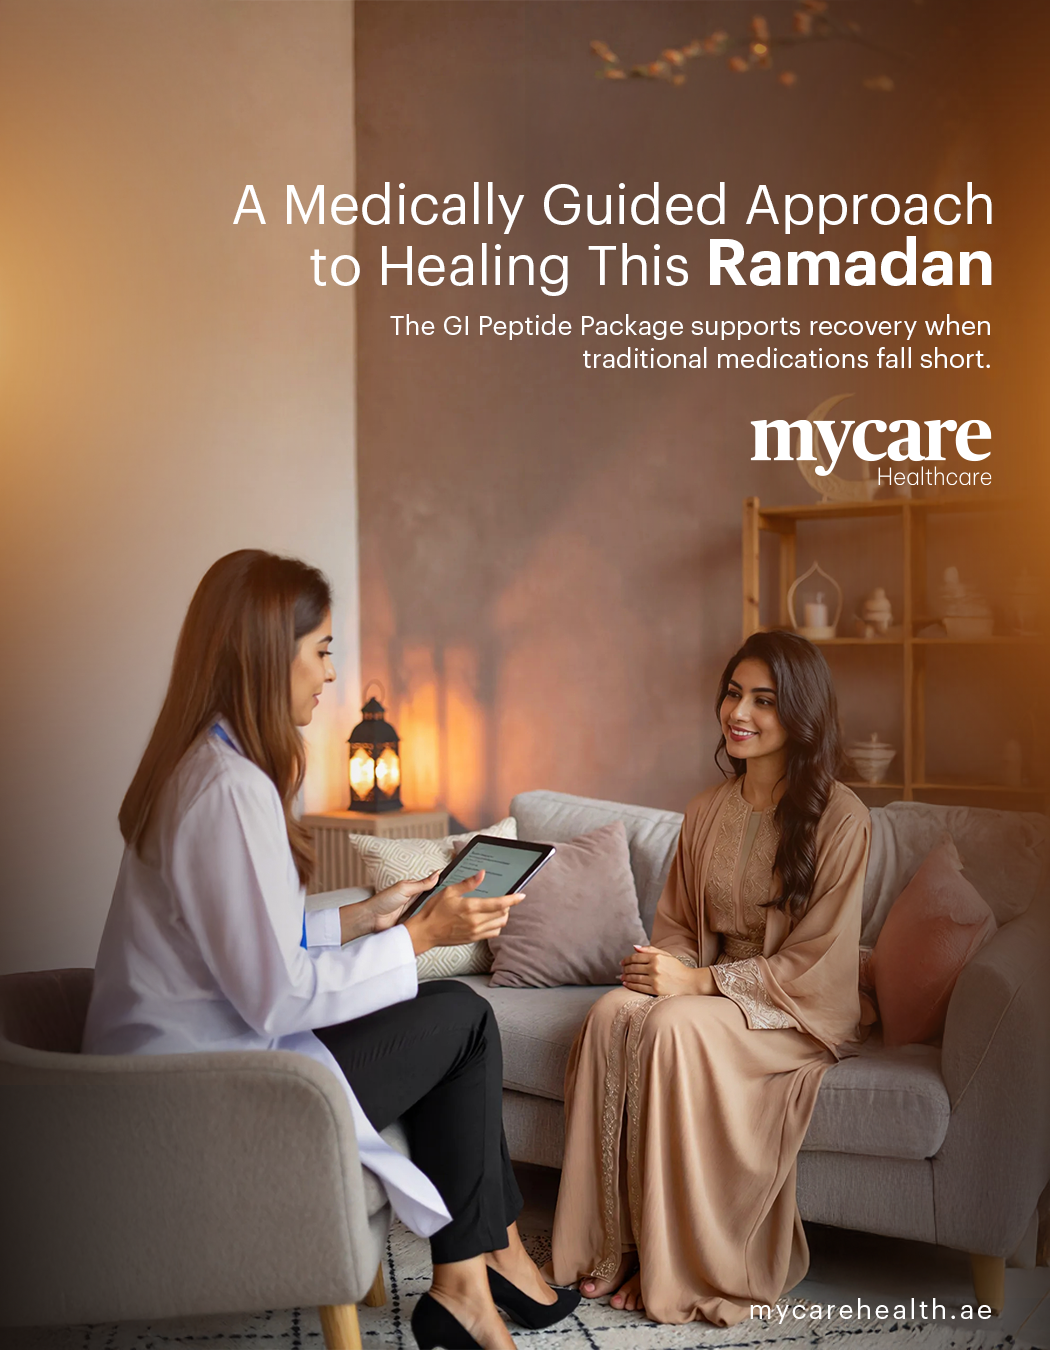 A Medically Guided Approach
to Healing This Ramadan
The GI Peptide Package supports recovery when
traditional medications fall short.
mycare
Healthcare
mycarehealth.ae